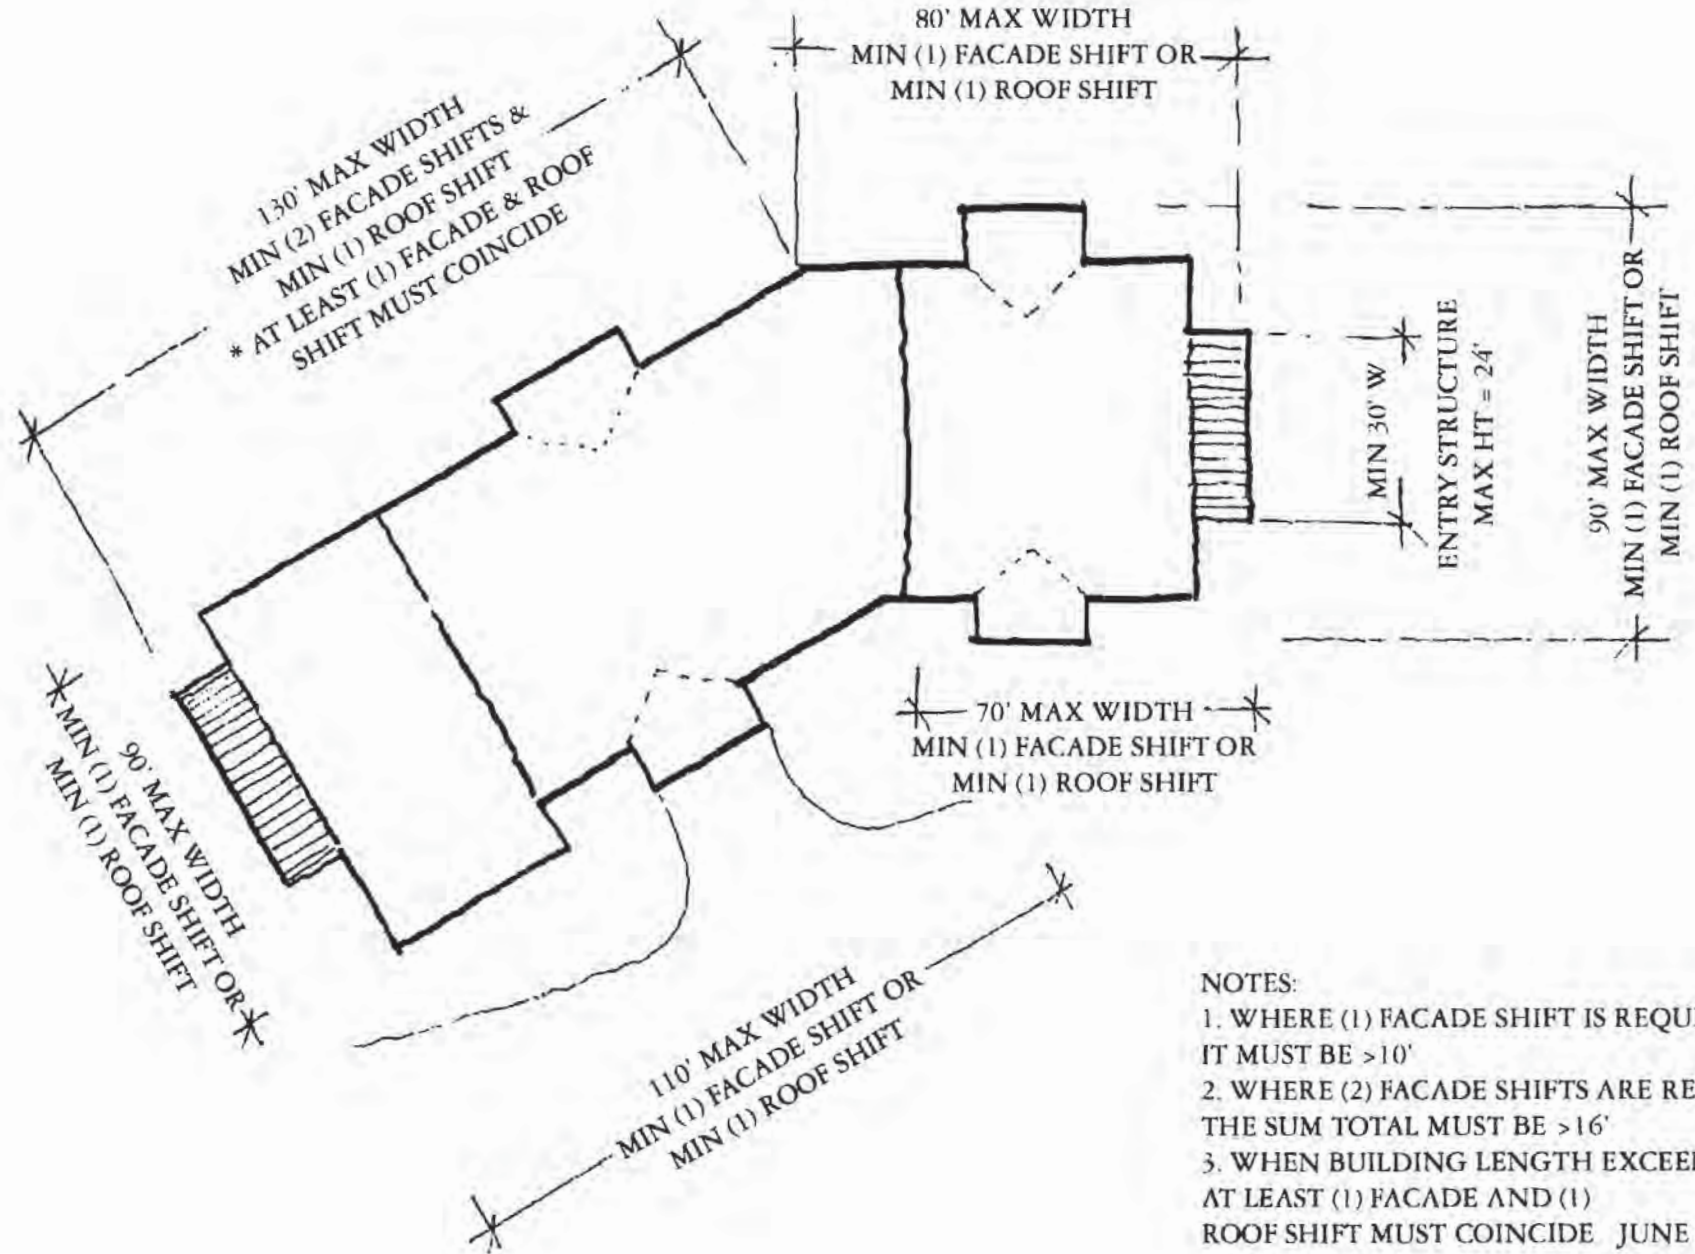 80' MAX WIDTH
MIN (1) FACADE SHIFT OR
MIN (1) ROOF SHIFT
130' MAX WIDTH
MIN (2) FACADE SHIFTS &
MIN (1) ROOF SHIFT
* AT LEAST (1) FACADE & ROOF
SHIFT MUST COINCIDE
MIN 30' W
ENTRY STRUCTURE
MAX HT = 24'
90' MAX WIDTH
MIN (1) FACADE SHIFT OR
MIN (1) ROOF SHIFT
70' MAX WIDTH
MIN (1) FACADE SHIFT OR
MIN (1) ROOF SHIFT
90' MAX WIDTH
MIN (1) FACADE SHIFT OR
MIN (1) ROOF SHIFT
110' MAX WIDTH
MIN (1) FACADE SHIFT OR
MIN (1) ROOF SHIFT
NOTES:
1. WHERE (1) FACADE SHIFT IS
IT MUST BE >10'
2. WHERE (2) FACADE SHIFTS ARE
THE SUM TOTAL MUST BE >16'
3. WHEN BUILDING LENGTH
AT LEAST (1) FACADE AND (1)
ROOF SHIFT MUST COINCIDE JUNE